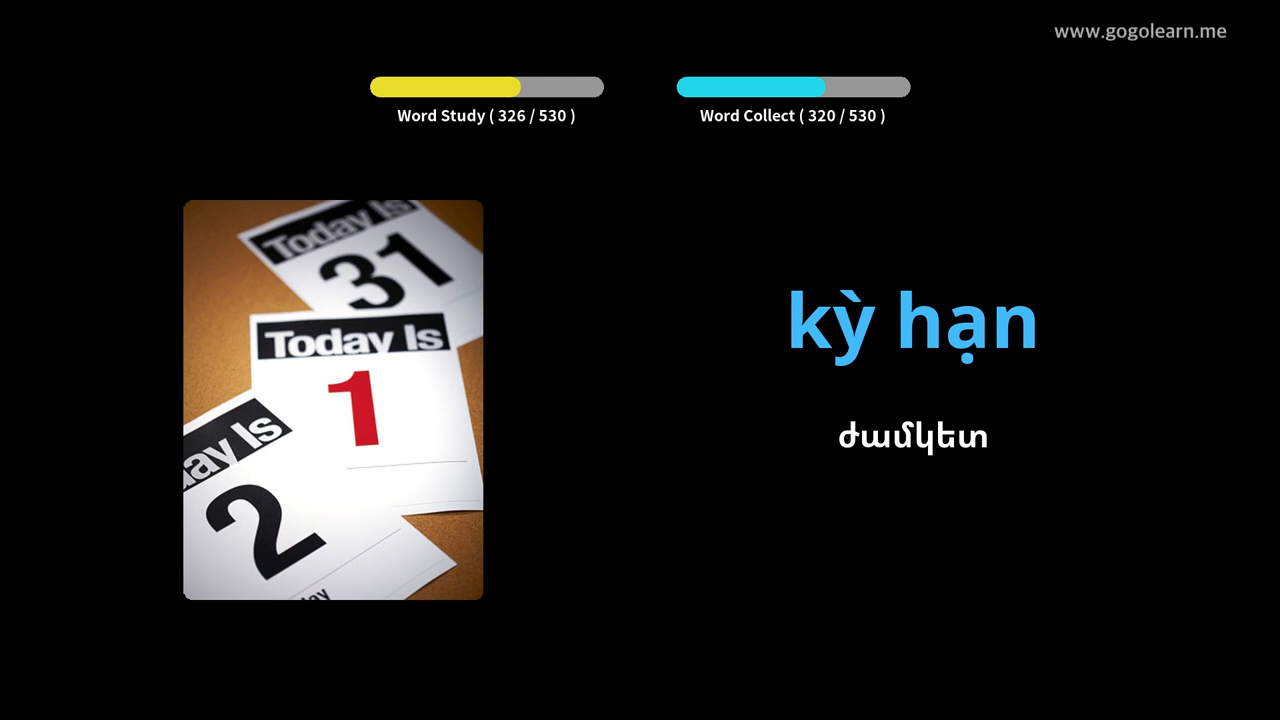 www.gogolearn.me
Word Study ( 326 / 530 )
Word Collect ( 320 / 530 )
Today Is
31
Today Is
1
ay Is
2
kỳ hạn
ժամկետ